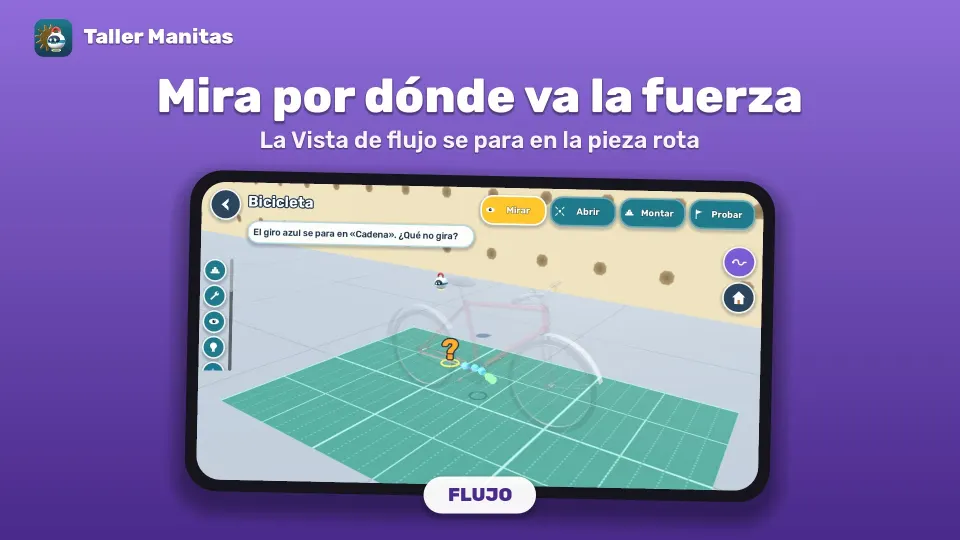 Taller Manitas
Mira por dónde va la fuerza
La Vista de flujo se para en la pieza rota
Bicicleta
Mirar
Abrir
Montar
Probar
El giro azul se para en «Cadena». ¿Qué no gira?
?
FLUJO